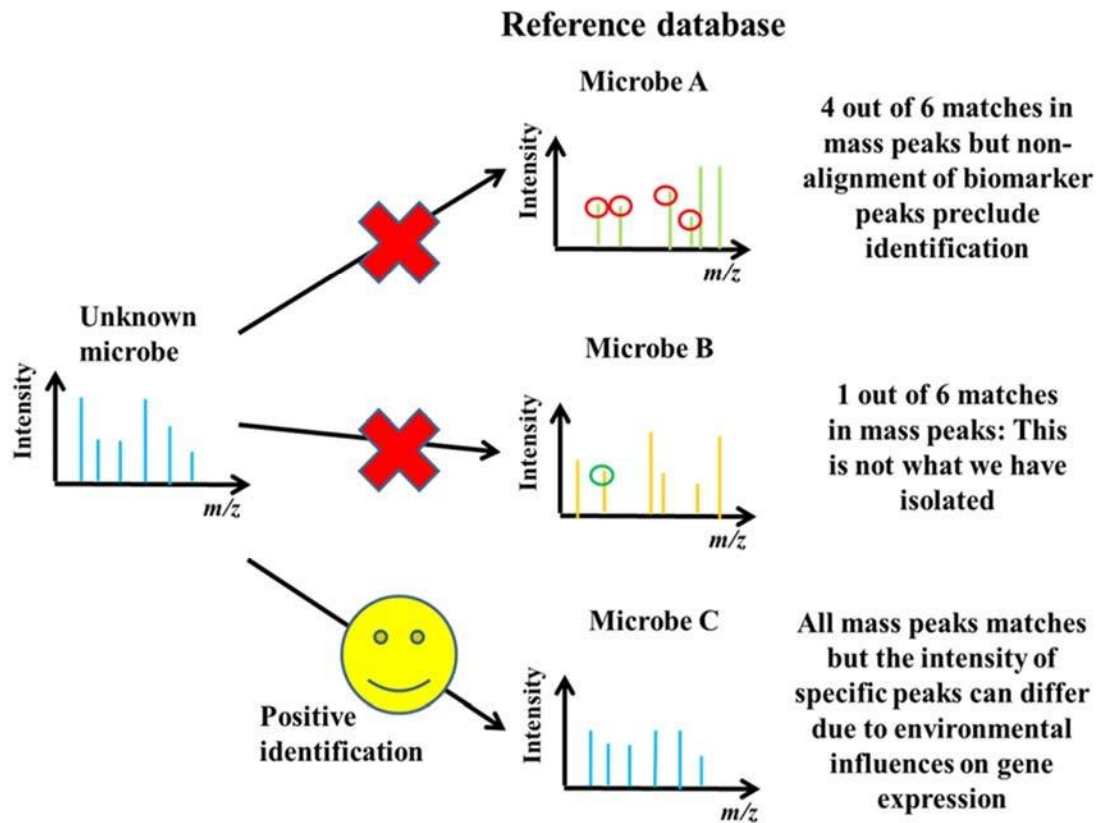 Reference database
Microbe A
Intensity
m/z
4 out of 6 matches in
mass peaks but non-
alignment of biomarker
peaks preclude
identification
Unknown
microbe
Intensity
m/z
Microbe B
Intensity
m/z
1 out of 6 matches
in mass peaks: This
is not what we have
isolated
Positive
identification
Microbe C
Intensity
m/z
All mass peaks matches
but the intensity of
specific peaks can differ
due to environmental
influences on gene
expression